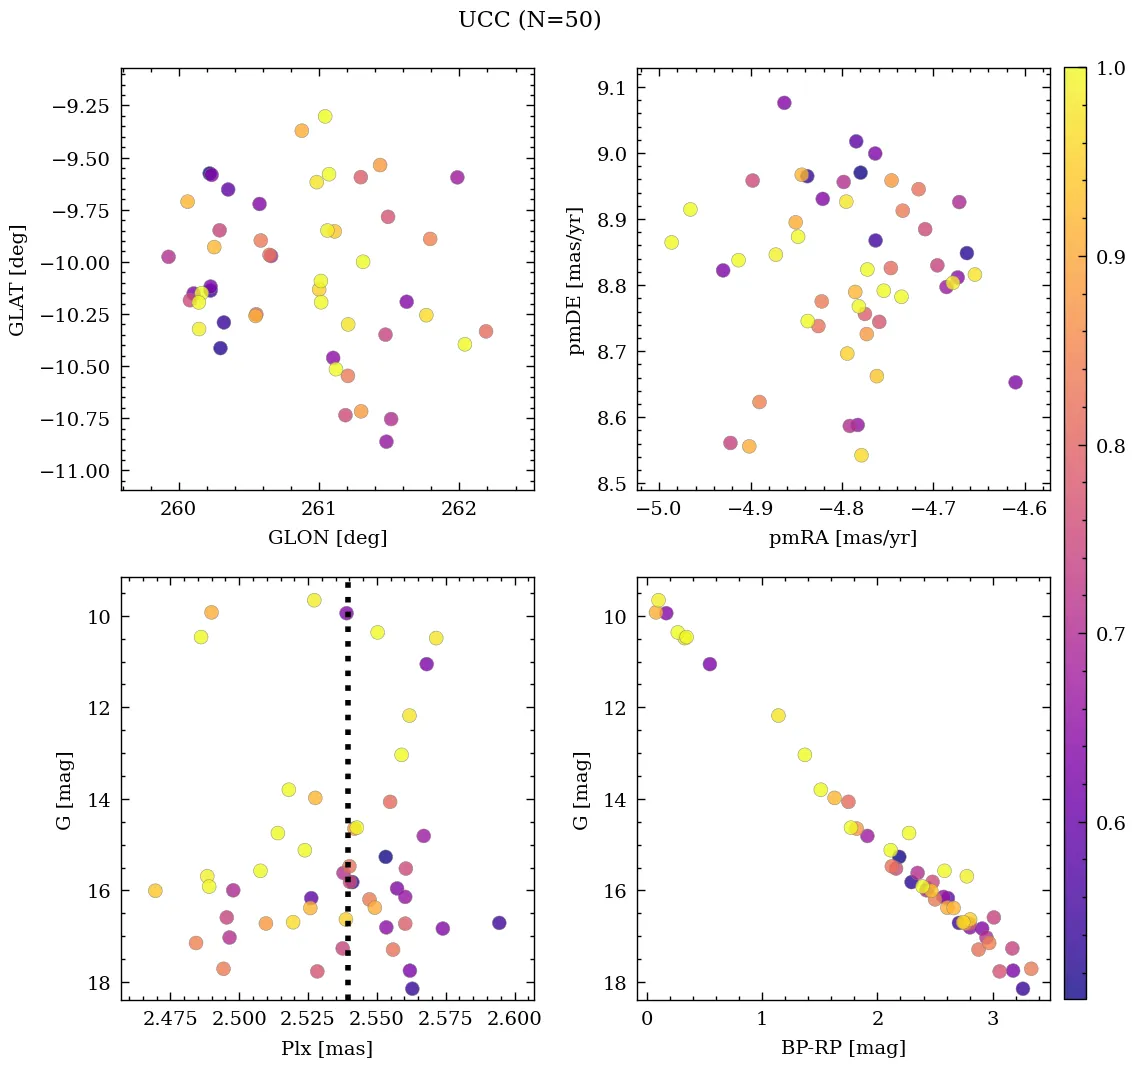 UCC (N=50)
−9.25
−9.50
−9.75
−10.00
−10.25
−10.50
−10.75
−11.00
GLAT [deg]
260 261 262
GLON [deg]
9.1
9.0
8.9
8.8
8.7
8.6
8.5
pmDE [mas/yr]
−5.0 −4.9 −4.8 −4.7 −4.6
pmRA [mas/yr]
10
12
14
16
18
G [mag]
2.475 2.500 2.525 2.550 2.575 2.600
Plx [mas]
10
12
14
16
18
G [mag]
0 1 2 3
BP-RP [mag]
1.0
0.9
0.8
0.7
0.6